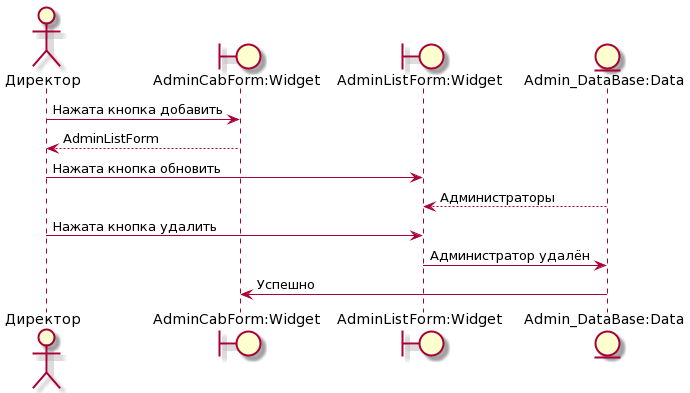 Директор
AdminCabForm:Widget
AdminListForm:Widget
Admin_DataBase:Data
Нажата кнопка добавить
AdminListForm
Нажата кнопка обновить
Администраторы
Нажата кнопка удалить
Администратор удалён
Успешно
Директор
AdminCabForm:Widget
AdminListForm:Widget
Admin_DataBase:Data